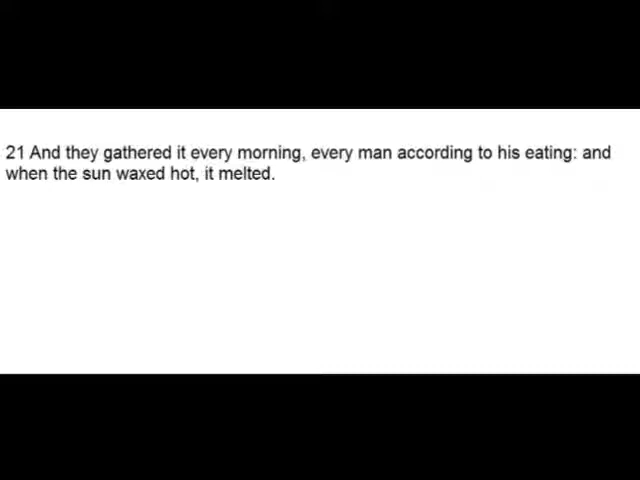 21 And they gathered it every morning, every man according to his eating: and
when the sun waxed hot, it melted.